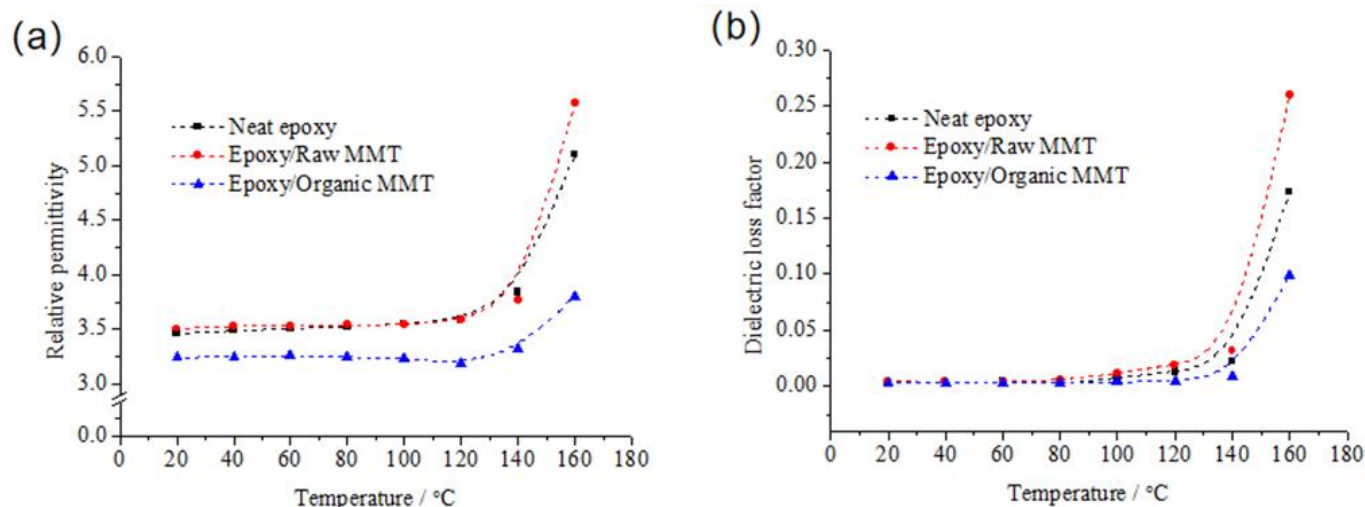 (a)
6.0
5.5
5.0
4.5
4.0
3.5
3.0
0.0
Relative pemittivity
Neat epoxy
Epoxy/Raw MMT
Epoxy/Organic MMT
0 20 40 60 80 100 120 140 160 180
Temperature / °C
(b)
0.30
0.25
0.20
0.15
0.10
0.05
0.00
Dielectric loss factor
Neat epoxy
Epoxy/Raw MMT
Epoxy/Organic MMT
0 20 40 60 80 100 120 140 160 180
Temperature / °C